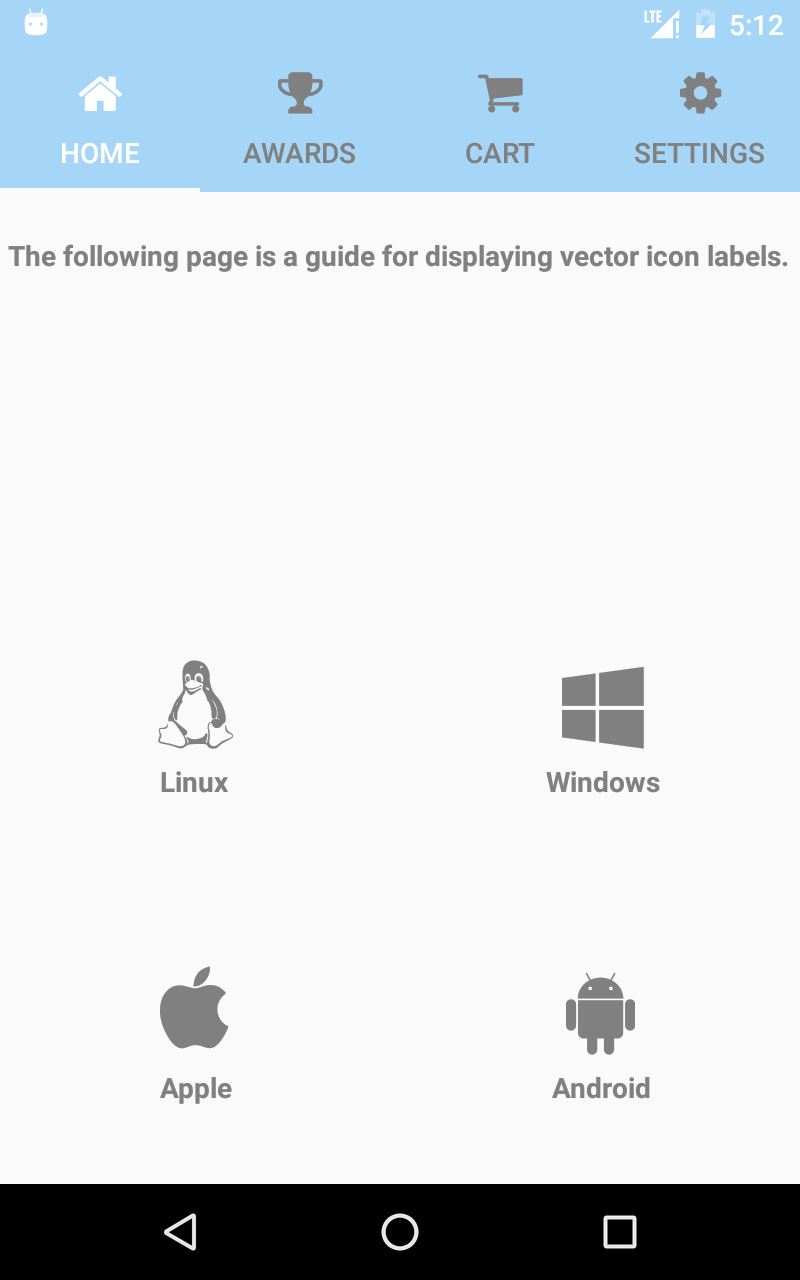 LTE 5:12
HOME AWARDS CART SETTINGS
The following page is a guide for displaying vector icon labels.
Linux Windows
Apple Android